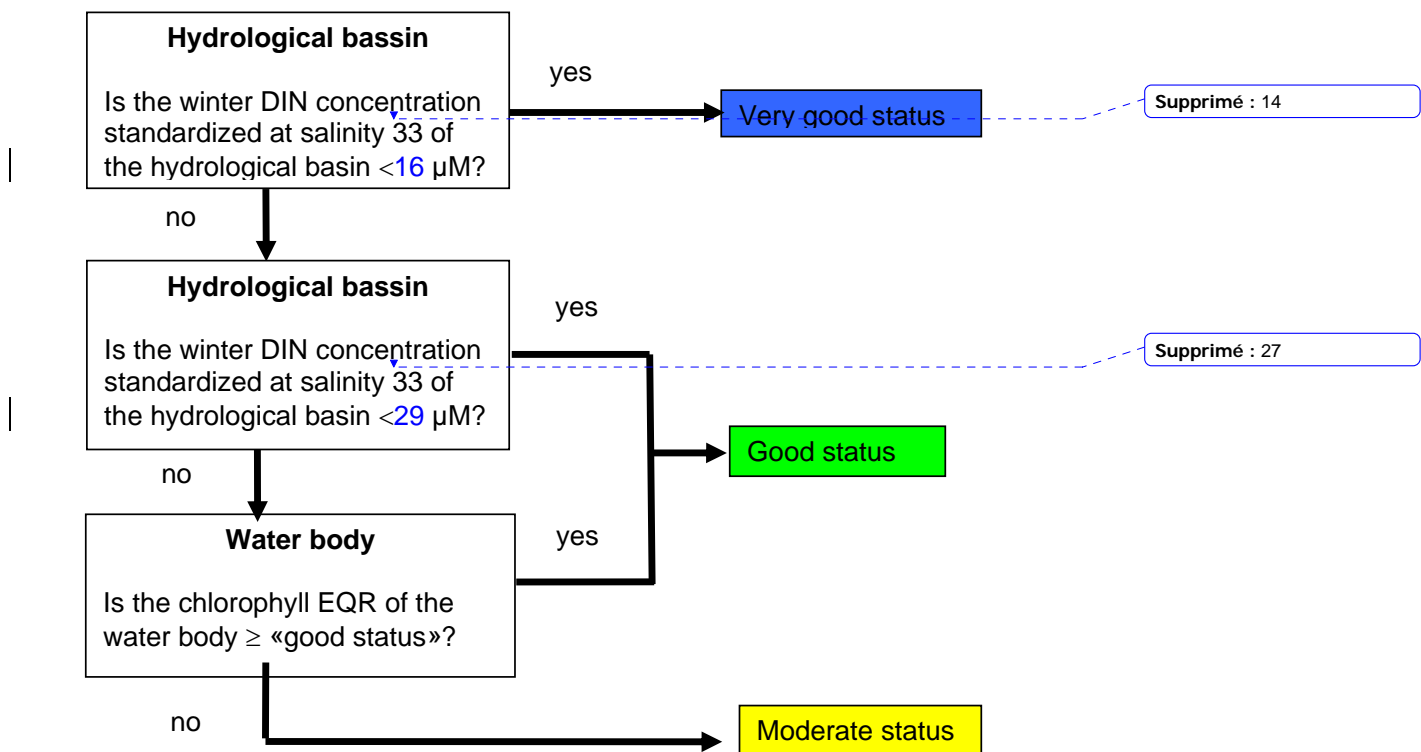 Hydrological bassin
Is the winter DIN concentration
standardized at salinity 33 of
the hydrological basin <16 µM?
yes
Very good status
Supprimé : 14
no
Hydrological bassin
Is the winter DIN concentration
standardized at salinity 33 of
the hydrological basin <29 µM?
yes
Supprimé : 27
Good status
no
Water body
Is the chlorophyll EQR of the
water body ≥ «good status»?
yes
no
Moderate status